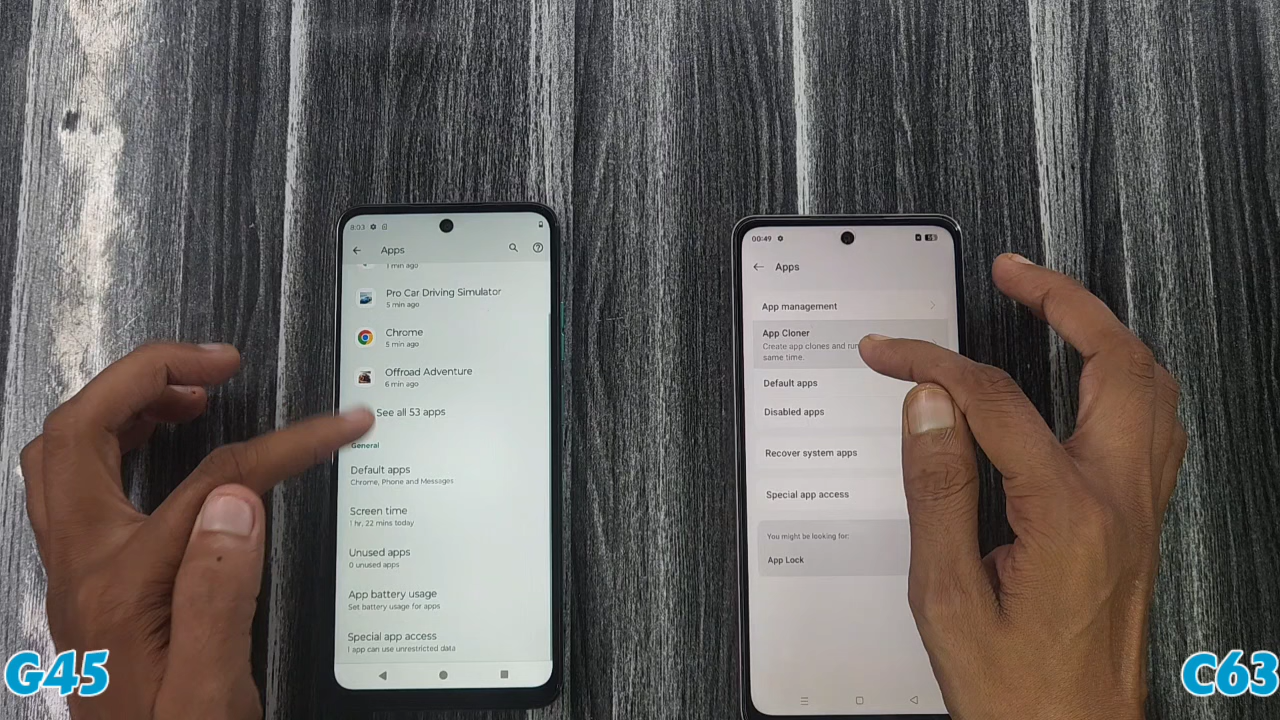 8:03
Apps
1 min ago
Pro Car Driving Simulator
5 min ago
Chrome
5 min ago
Offroad Adventure
6 min ago
See all 53 apps
General
Default apps
Chrome, Phone and Messages
Screen time
1 hr, 22 mins today
Unused apps
0 unused apps
App battery usage
Set battery usage for apps
Special app access
1 app can use unrestricted data
G45
00:49
Apps
App management
App Cloner
Create app clones and run
same time.
Default apps
Disabled apps
Recover system apps
Special app access
You might be looking for:
App Lock
C63